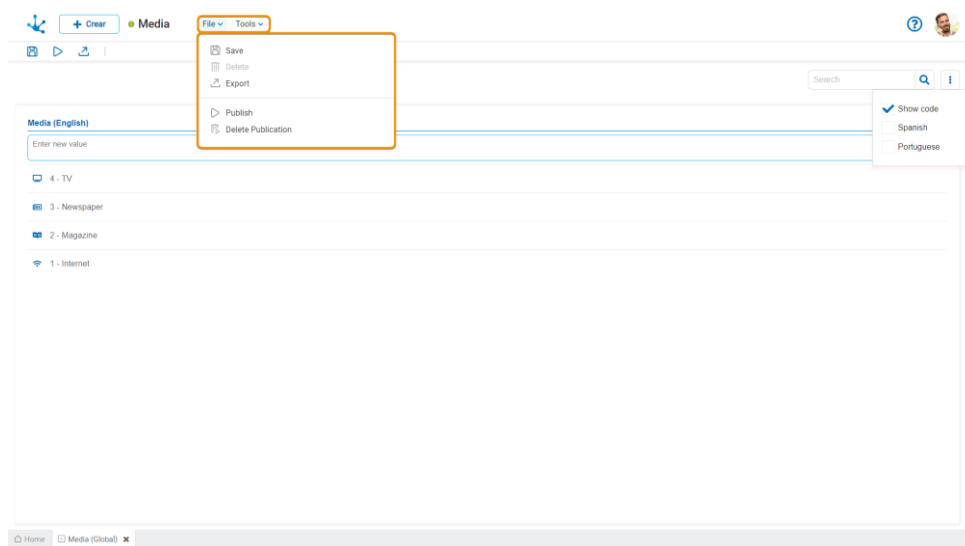 Crear
Media
File
Tools
Save
Delete
Export
Publish
Delete Publication
Search
Show code
Spanish
Portuguese
Media (English)
Enter new value
4 - TV
3 - Newspaper
2 - Magazine
1 - Internet
Home
Media (Global)